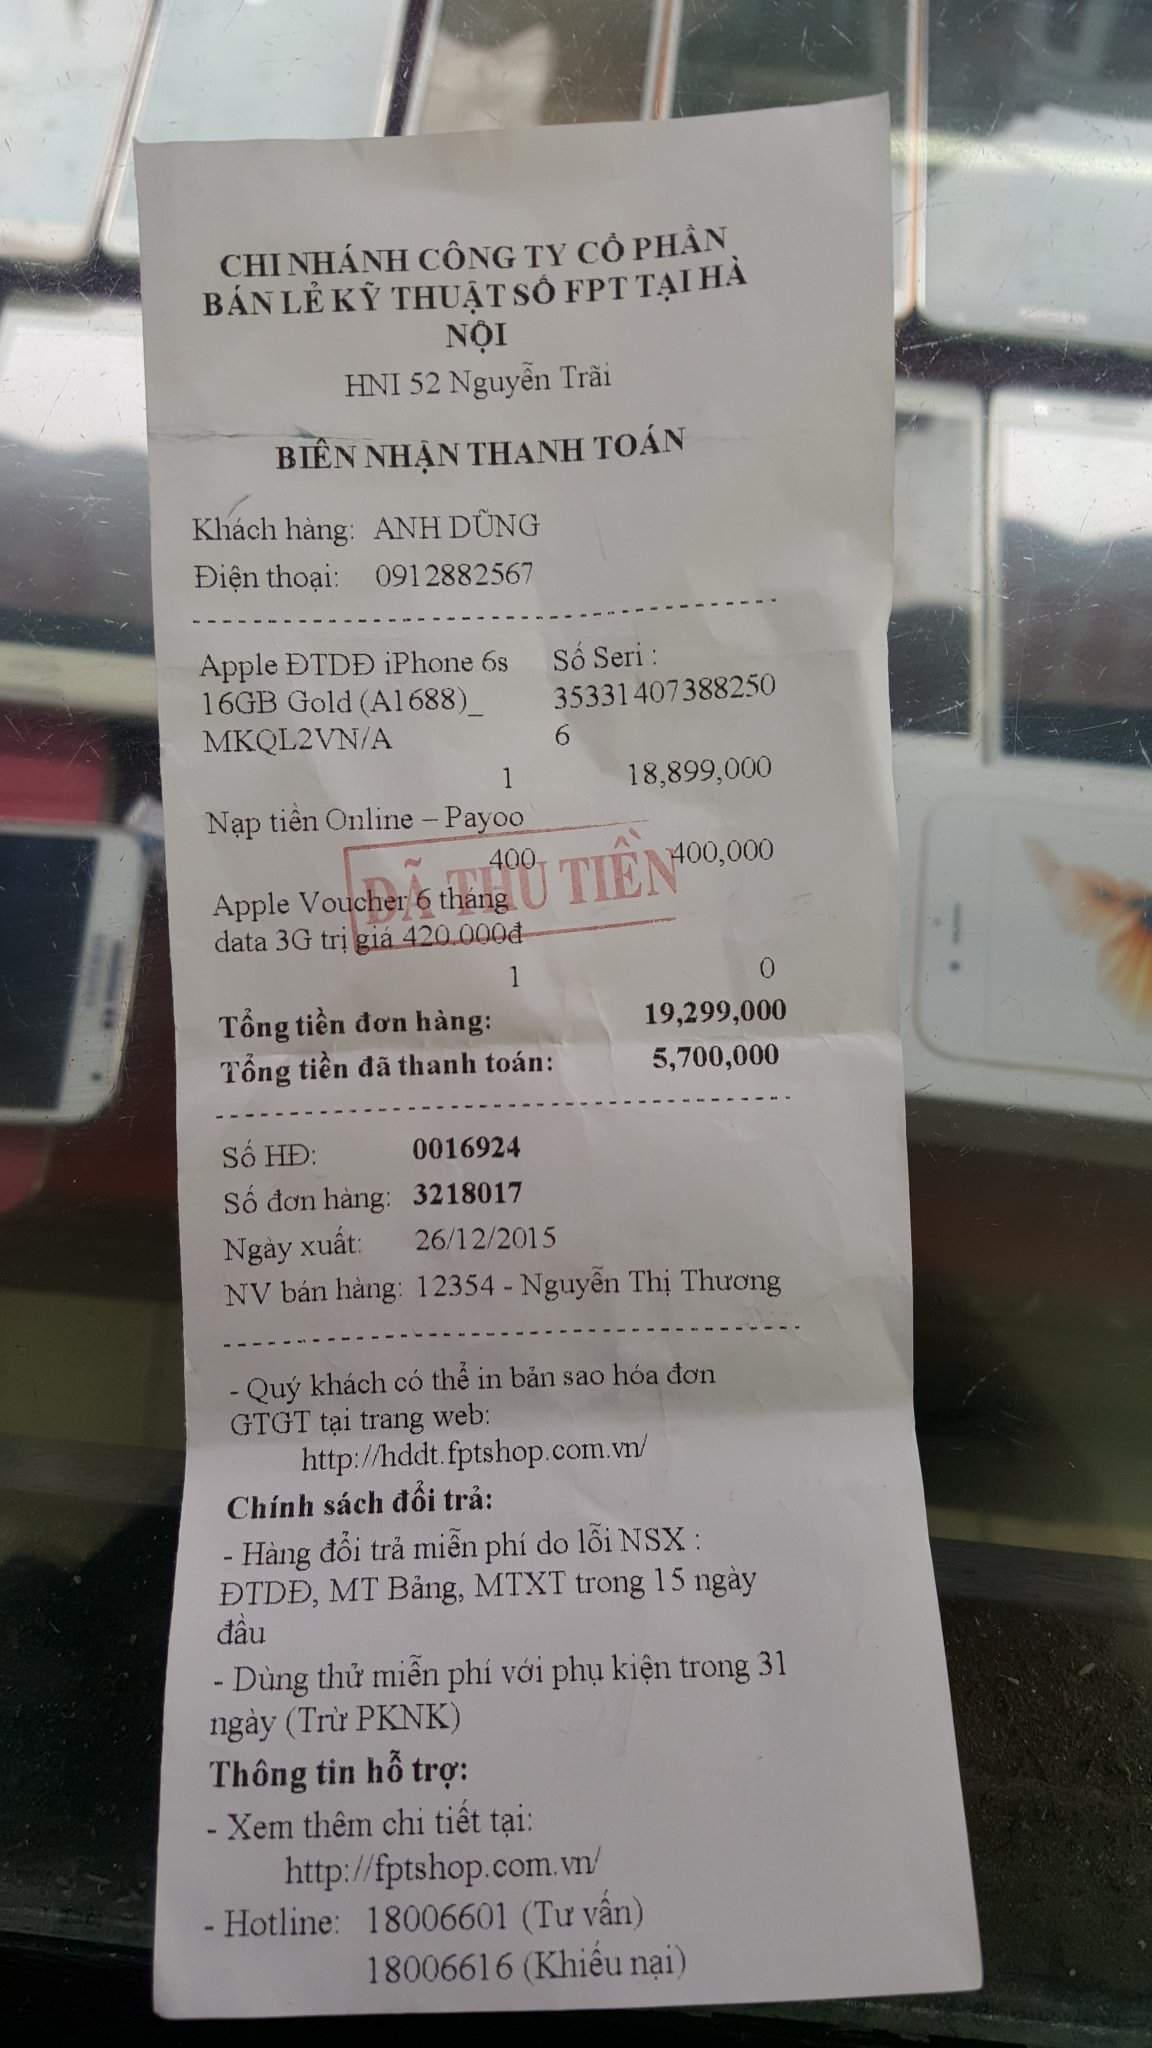 CHI NHÁNH CÔNG TY CỔ PHẦN
BÁN LẺ KỸ THUẬT SỐ FPT TẠI HÀ
NỘI
HNI 52 Nguyễn Trãi
BIÊN NHẬN THANH TOÁN
Khách hàng: ANH DŨNG
Điện thoại: 0912882567
Apple ĐTDĐ iPhone 6s Số Seri :
16GB Gold (A1688)_ 35331407388250
MKQL2VN/A 6
1 18,899,000
Nạp tiền Online – Payoo
400 400,000
ĐÃ THU TIỀN
Apple Voucher 6 tháng
data 3G trị giá 420.000đ
1 0
Tổng tiền đơn hàng: 19,299,000
Tổng tiền đã thanh toán: 5,700,000
Số HĐ: 0016924
Số đơn hàng: 3218017
Ngày xuất: 26/12/2015
NV bán hàng: 12354 - Nguyễn Thị Thương
- Quý khách có thể in bản sao hóa đơn
GTGT tại trang web:
http://hddt.fptshop.com.vn/
Chính sách đổi trả:
- Hàng đổi trả miễn phí do lỗi NSX :
ĐTDĐ, MT Bảng, MTXT trong 15 ngày
đầu
- Dùng thử miễn phí với phụ kiện trong 31
ngày (Trừ PKNK)
Thông tin hỗ trợ:
- Xem thêm chi tiết tại:
http://fptshop.com.vn/
- Hotline: 18006601 (Tư vấn)
18006616 (Khiếu nại)